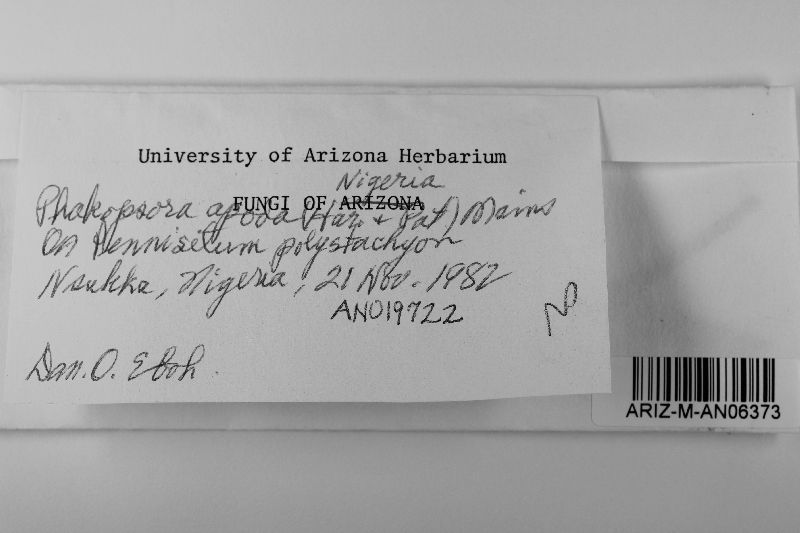 University of Arizona Herbarium
Nigeria
FUNGI OF ARIZONA
Phakopsora apoda (Har. & Pat) Mains
On Pennisetum polystachyon
Nsukka, Nigeria, 21 Nov. 1982
AN019722
Dan. O. Eboh.
ARIZ-M-AN06373